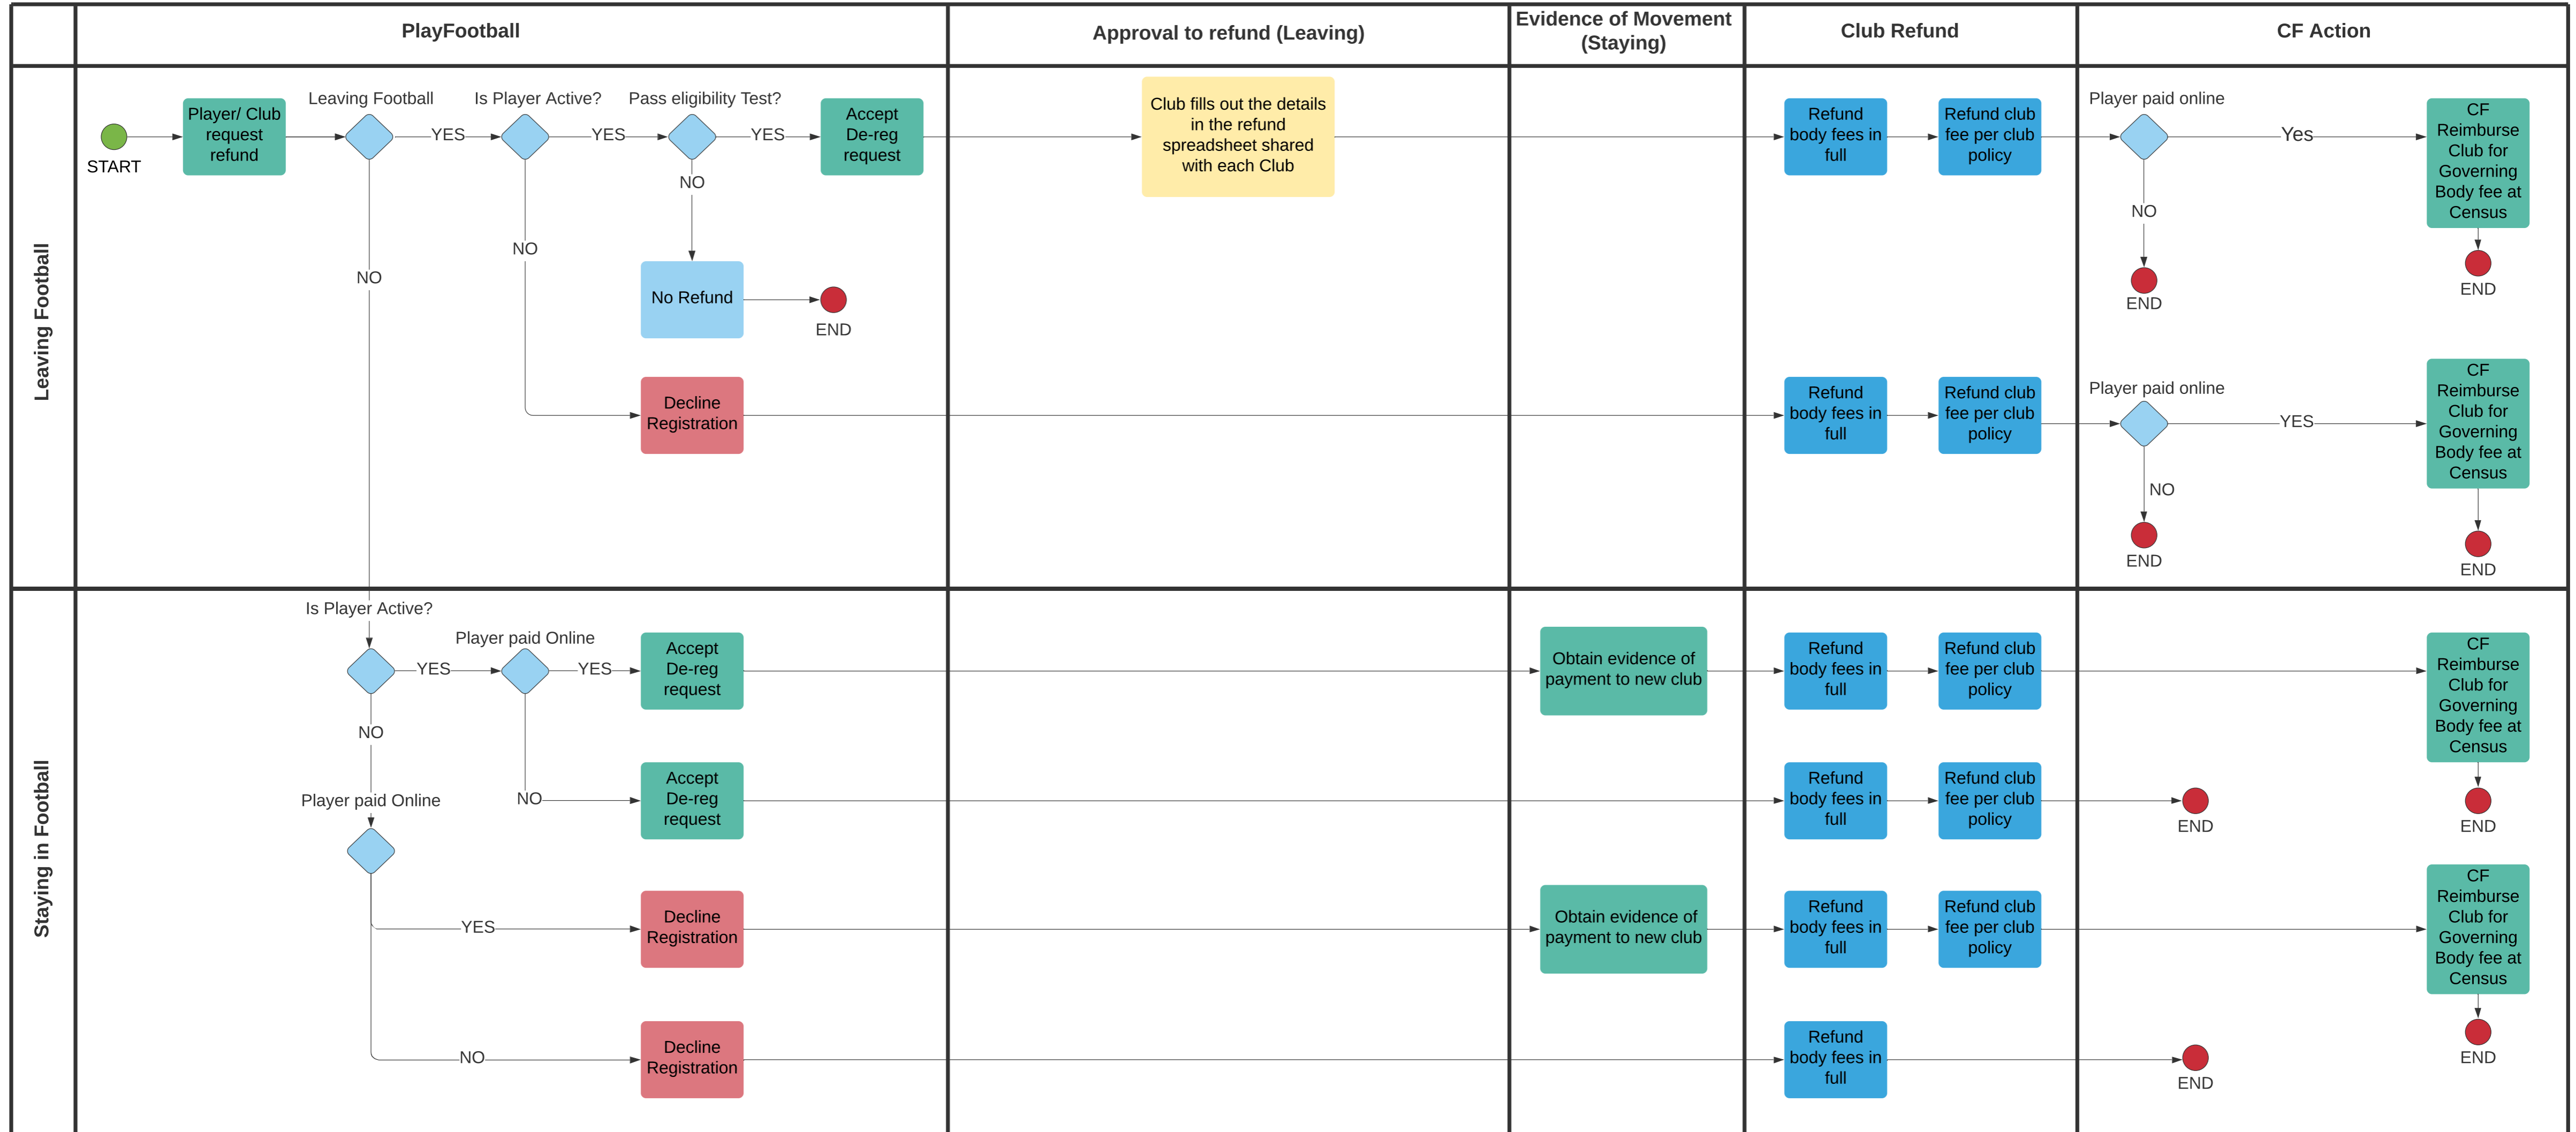 PlayFootball
Approval to refund (Leaving)
Evidence of Movement
(Staying)
Club Refund
CF Action
Leaving Football
START
Player/ Club
request
refund
Leaving Football
YES
NO
Is Player Active?
YES
NO
Pass eligibility Test?
YES
NO
Accept
De-reg
request
Club fills out the details
in the refund
spreadsheet shared
with each Club
Refund
body fees in
full
Refund club
fee per club
policy
Player paid online
Yes
NO
END
CF
Reimburse
Club for
Governing
Body fee at
Census
END
No Refund
END
Decline
Registration
Refund
body fees in
full
Refund club
fee per club
policy
Player paid online
YES
NO
END
CF
Reimburse
Club for
Governing
Body fee at
Census
END
Staying in Football
Is Player Active?
YES
NO
Player paid Online
YES
NO
Accept
De-reg
request
Obtain evidence of
payment to new club
Refund
body fees in
full
Refund club
fee per club
policy
CF
Reimburse
Club for
Governing
Body fee at
Census
END
Accept
De-reg
request
Refund
body fees in
full
Refund club
fee per club
policy
END
Player paid Online
YES
NO
Decline
Registration
Obtain evidence of
payment to new club
Refund
body fees in
full
Refund club
fee per club
policy
CF
Reimburse
Club for
Governing
Body fee at
Census
END
Decline
Registration
Refund
body fees in
full
END